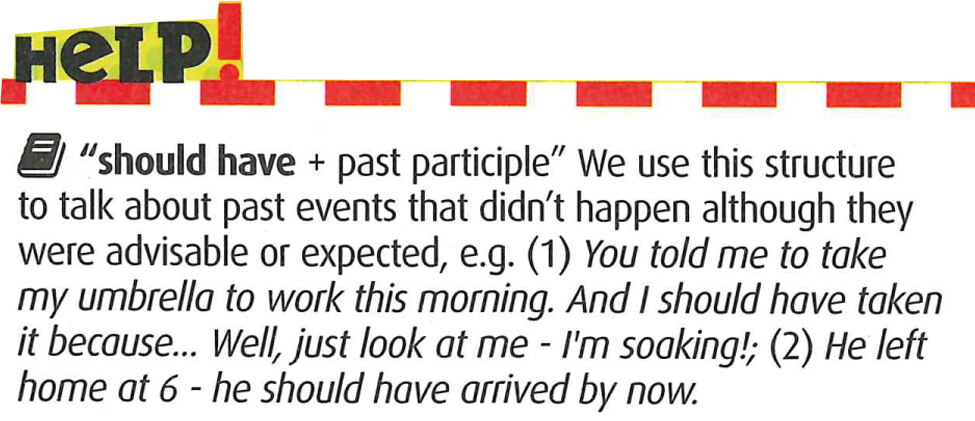 HELP!
“should have + past participle” We use this structure
to talk about past events that didn’t happen although they
were advisable or expected, e.g. (1) You told me to take
my umbrella to work this morning. And I should have taken
it because... Well, just look at me - I'm soaking!; (2) He left
home at 6 - he should have arrived by now.